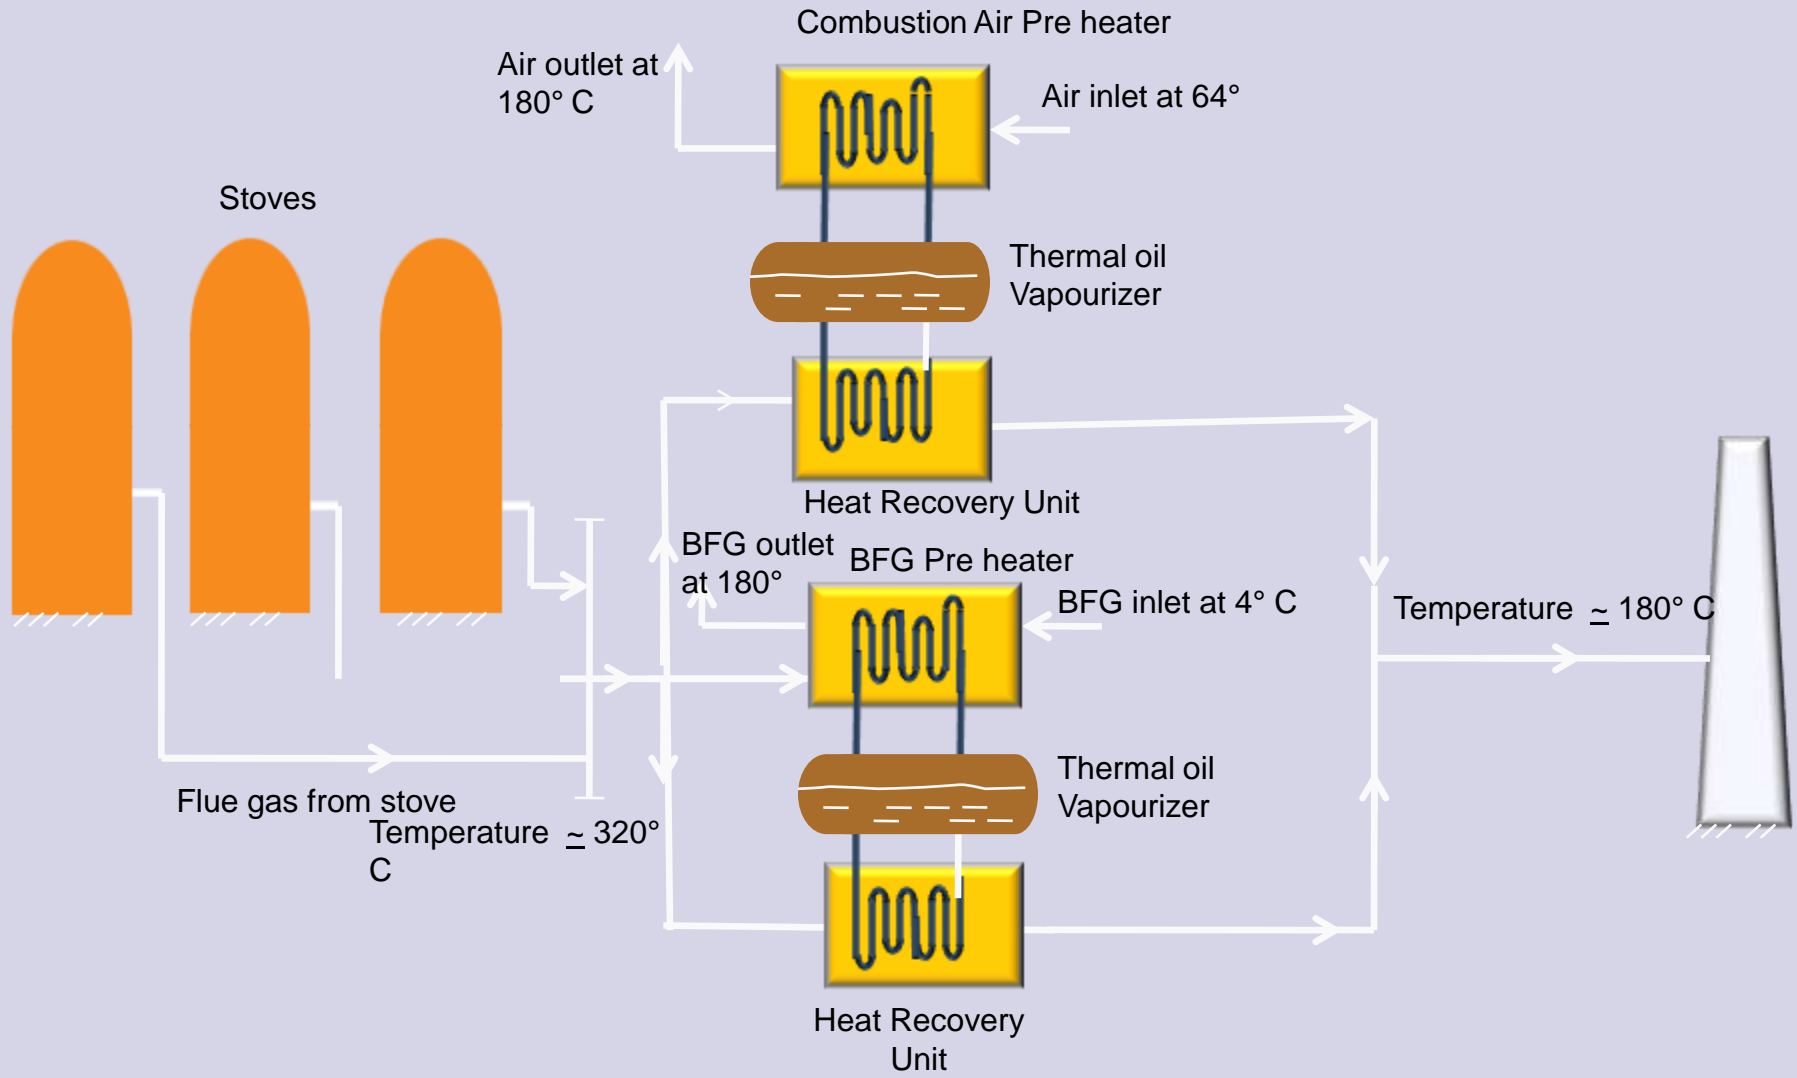 Combustion Air Pre heater
Air outlet at
180° C
Air inlet at 64°
Stoves
Thermal oil
Vapourizer
Heat Recovery Unit
BFG outlet
at 180°
BFG Pre heater
BFG inlet at 4° C
Temperature ≃ 180° C
Thermal oil
Vapourizer
Flue gas from stove
Temperature ≃ 320°
C
Heat Recovery
Unit